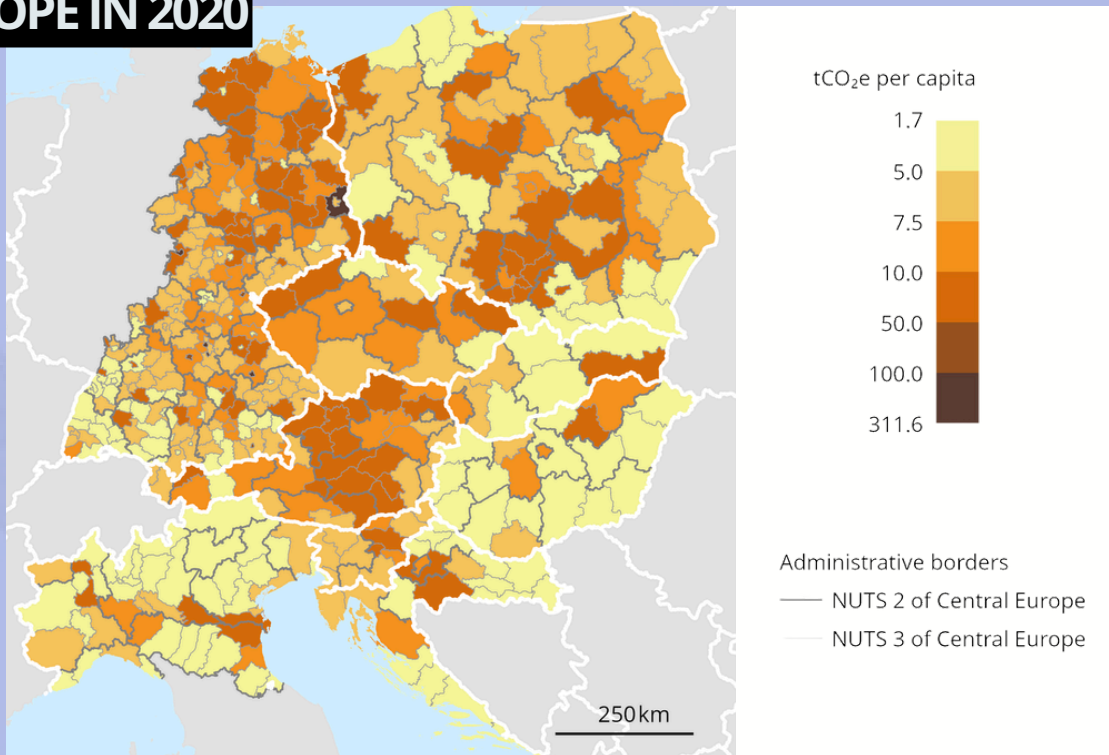 OPE IN 2020
tCO₂e per capita
1.7
5.0
7.5
10.0
50.0
100.0
311.6
Administrative borders
NUTS 2 of Central Europe
NUTS 3 of Central Europe
250km